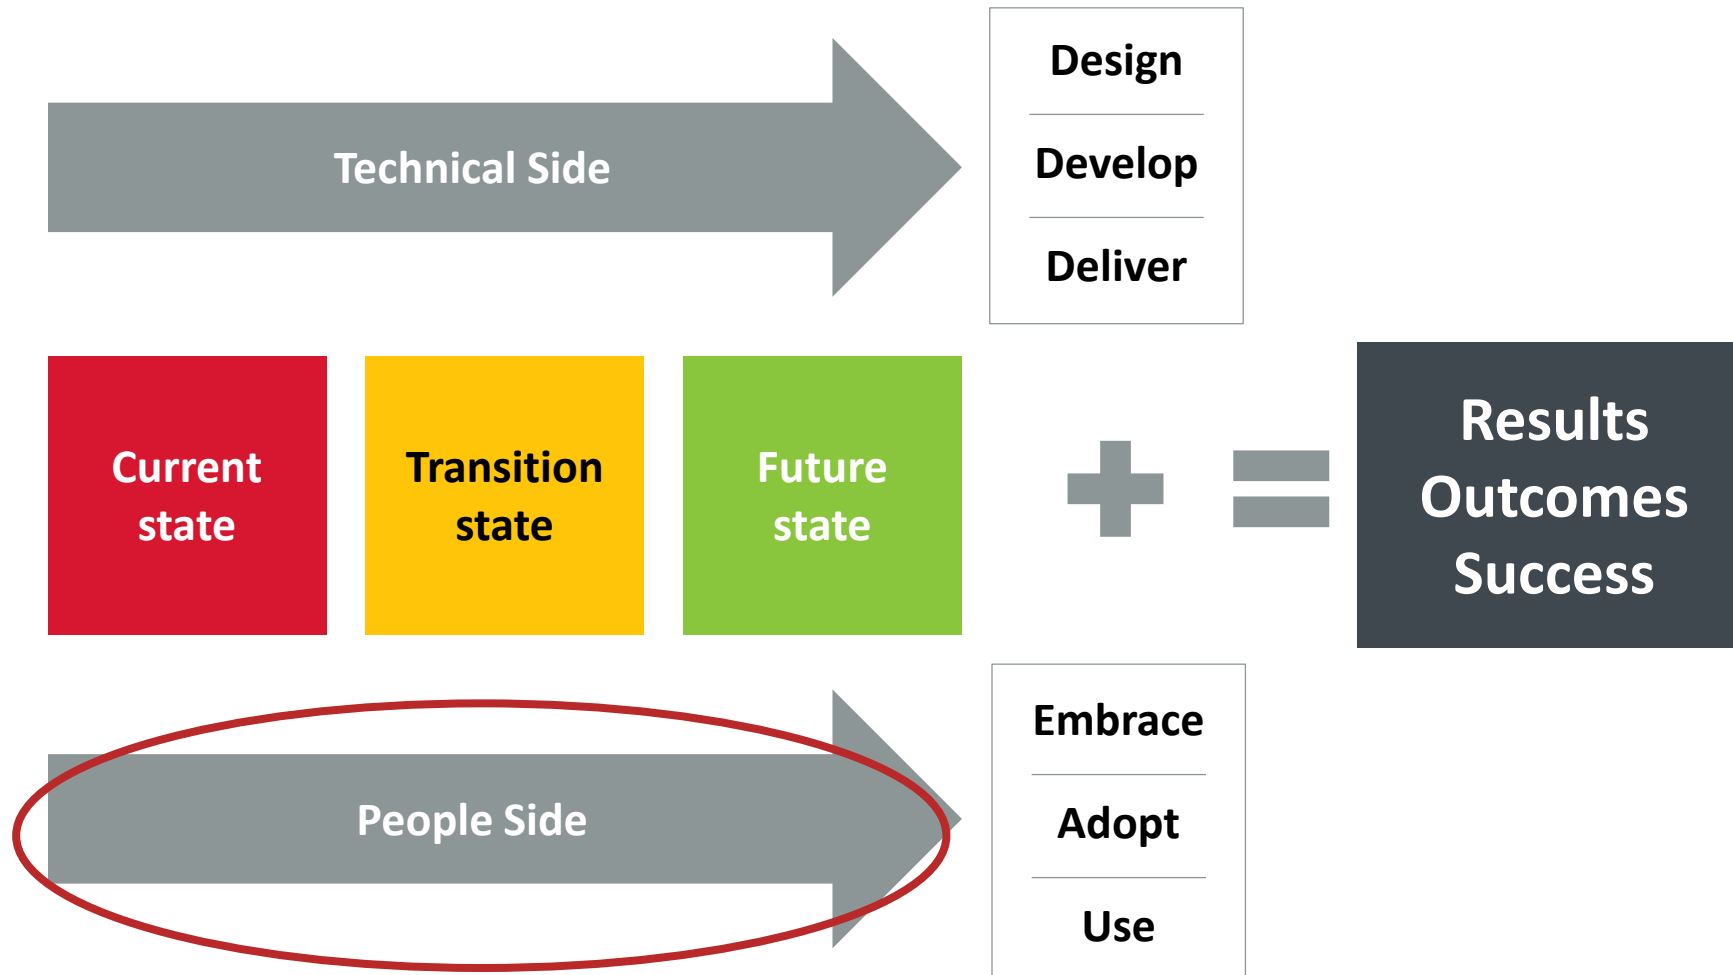 Technical Side
Design
Develop
Deliver
Current
state
Transition
state
Future
state
Results
Outcomes
Success
People Side
Embrace
Adopt
Use